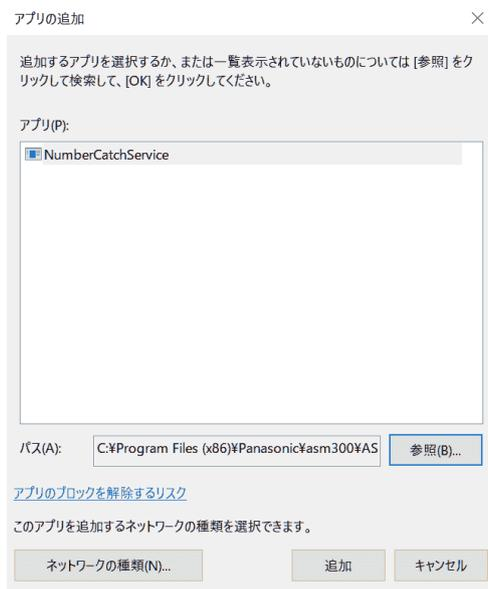 アプリの追加
追加するアプリを選択するか、または一覧表示されていないものについては [参照] をク
リックして検索して、[OK] をクリックしてください。
アプリ(P):
NumberCatchService
パス(A):
C:¥Program Files (x86)¥Panasonic¥asm300¥AS
参照(B)...
アプリのブロックを解除するリスク
このアプリを追加するネットワークの種類を選択できます。
ネットワークの種類(N)...
追加
キャンセル